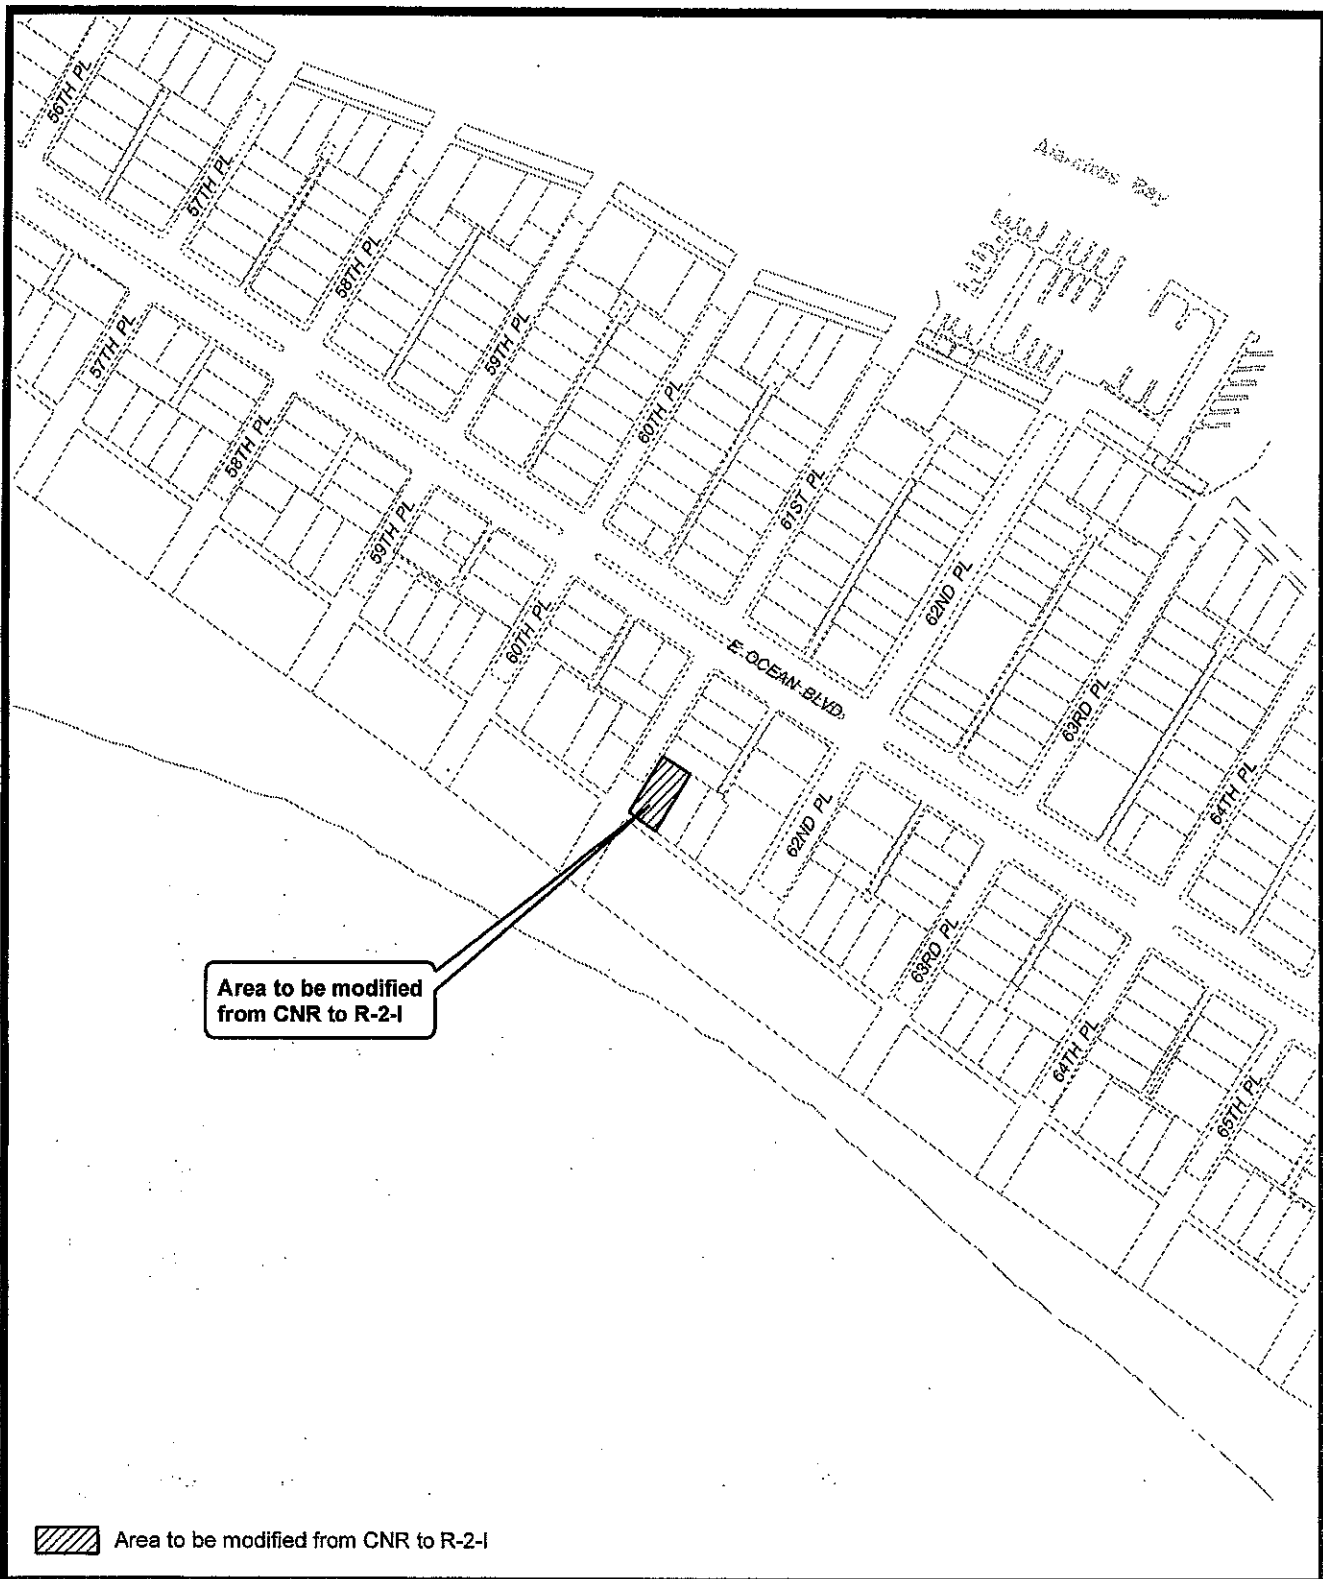 56TH PL
57TH PL
58TH PL
59TH PL
60TH PL
61ST PL
62ND PL
63RD PL
64TH PL
Alamitos Bay
57TH PL
58TH PL
59TH PL
60TH PL
E OCEAN BLVD
62ND PL
63RD PL
64TH PL
65TH PL
Area to be modified
from CNR to R-2-I
Area to be modified from CNR to R-2-I